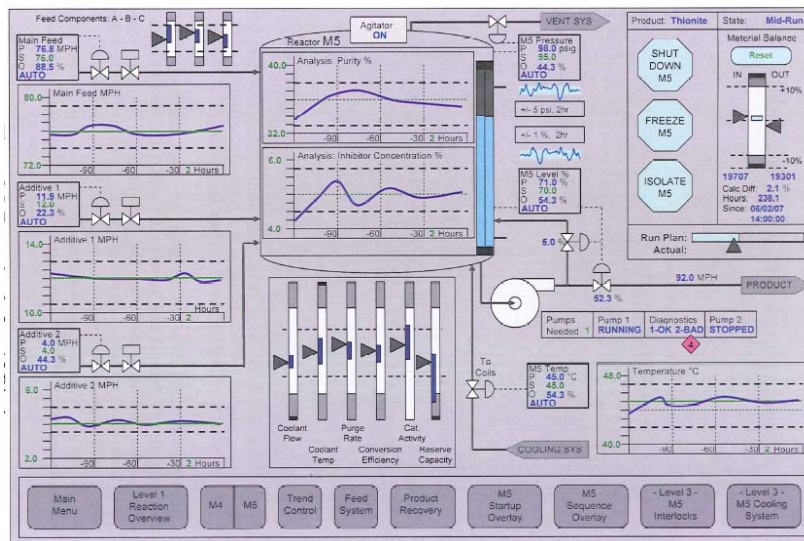 Feed Components: A - B - C
Agitator
ON
VENT SYS
Product: Thionite
State: Mid-Run
Main Feed
P 76.8 MPH
S 76.0
O 88.5 %
AUTO
Reactor M5
M5 Pressure
P 98.0 psig
S 95.0
O 44.3 %
AUTO
SHUT
DOWN
M5
Material Balance
Reset
IN OUT
+10%
40.0
Analysis: Purity %
32.0
-90 -60 -30 2 Hours
+/- 5 psi, 2hr
+/- 1 %, 2hr
FREEZE
M5
80.0
Main Feed MPH
72.0
-90 -60 -30 2 Hours
6.0
Analysis: Inhibitor Concentration %
4.0
-90 -60 -30 2 Hours
-10%
ISOLATE
M5
19707 19301
Calc Diff: 2.1 %
Hours: 238.1
Since: 06/02/07
14:00:00
Additive 1
P 11.9 MPH
S 12.0
O 22.3 %
AUTO
M5 Level %
P 71.0 %
S 70.0
O 54.3 %
AUTO
Run Plan:
Actual:
14.0
Additive 1 MPH
10.0
Hours
5.0 %
92.0 MPH
PRODUCT
52.3 %
Pumps
Needed 1
Pump 1
RUNNING
Diagnostics
1-OK 2-BAD
Pump 2
STOPPED
4
Additive 2
P 4.0 MPH
S 4.0
O 44.3 %
AUTO
To
Coils
M5 Temp
P 45.0 °C
S 45.0
O 54.3 %
AUTO
Temperature °C
48.0
40.0
-90 -60 -30 2 Hours
6.0
Additive 2 MPH
2.0
-90 -60 -30 2 Hours
Coolant
Flow
Coolant
Temp
Purge
Rate
Conversion
Efficiency
Cat.
Activity
Reserve
Capacity
COOLING SYS
Main
Menu
Level 1
Reaction
Overview
M4
M6
Trend
Control
Feed
System
Product
Recovery
M5
Startup
Overlay
M5
Sequence
Overlay
- Level 3 -
M5
Interlocks
- Level 3 -
M5 Cooling
System